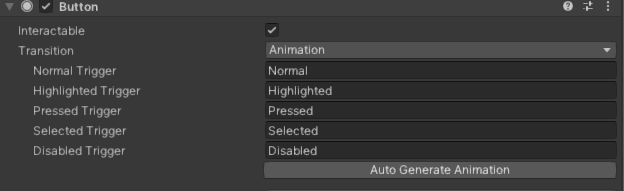 Button
Interactable
Transition Animation
Normal Trigger Normal
Highlighted Trigger Highlighted
Pressed Trigger Pressed
Selected Trigger Selected
Disabled Trigger Disabled
Auto Generate Animation